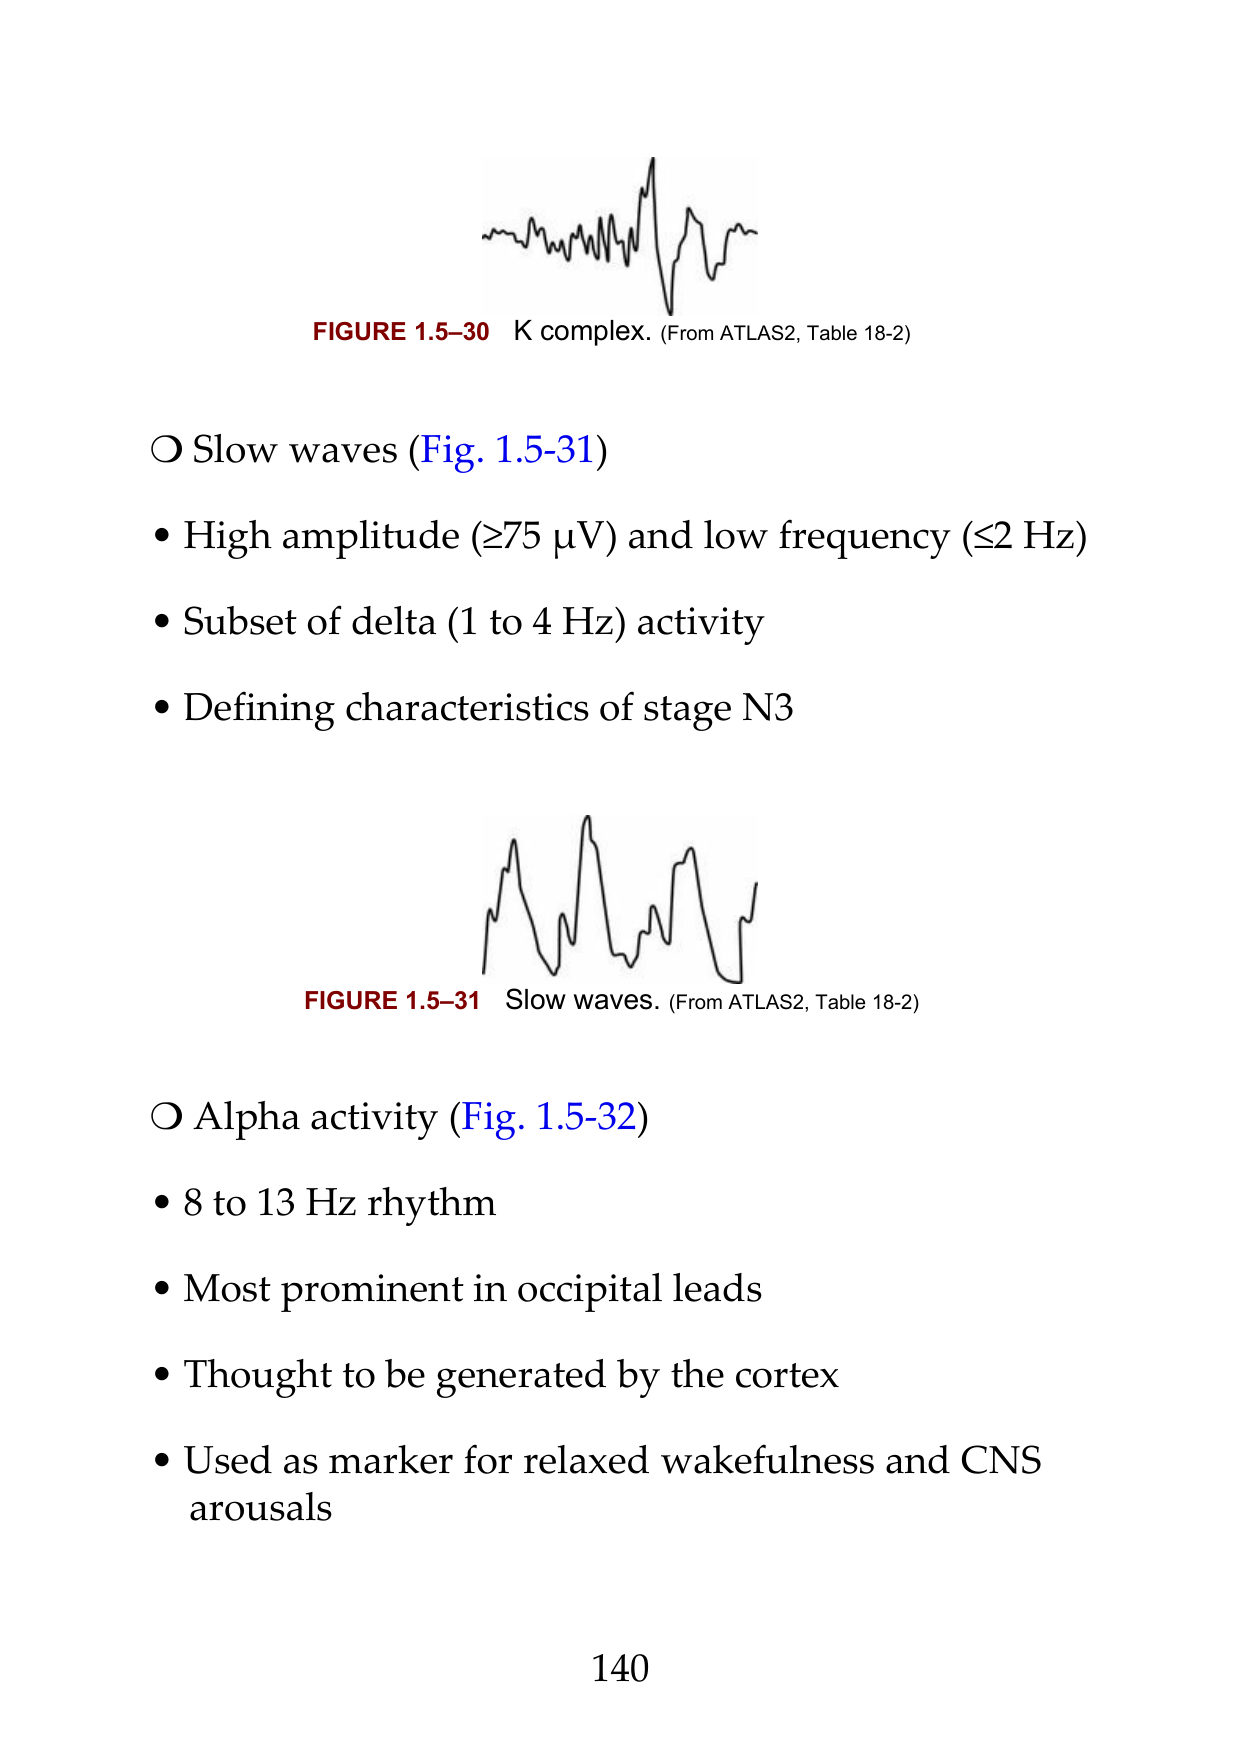 FIGURE 1.5–30 K complex. (From ATLAS2, Table 18-2)
❍ Slow waves (Fig. 1.5-31)
• High amplitude (≥75 μV) and low frequency (≤2 Hz)
• Subset of delta (1 to 4 Hz) activity
• Defining characteristics of stage N3
FIGURE 1.5–31 Slow waves. (From ATLAS2, Table 18-2)
❍ Alpha activity (Fig. 1.5-32)
• 8 to 13 Hz rhythm
• Most prominent in occipital leads
• Thought to be generated by the cortex
• Used as marker for relaxed wakefulness and CNS
arousals
140